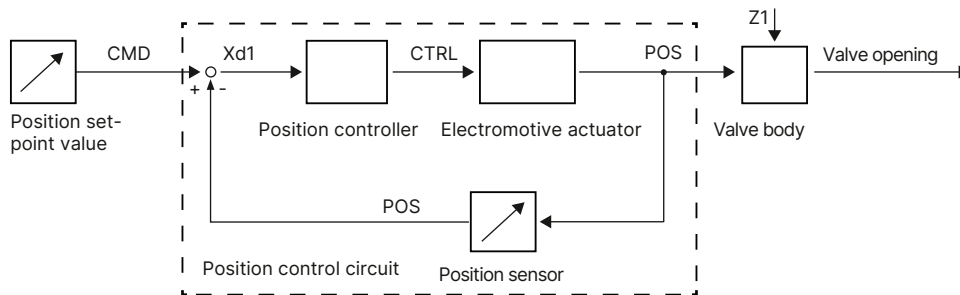 Z1
CMD
Xd1
CTRL
POS
Valve opening
+
-
Position set-
point value
Position controller
Electromotive actuator
Valve body
POS
Position control circuit
Position sensor